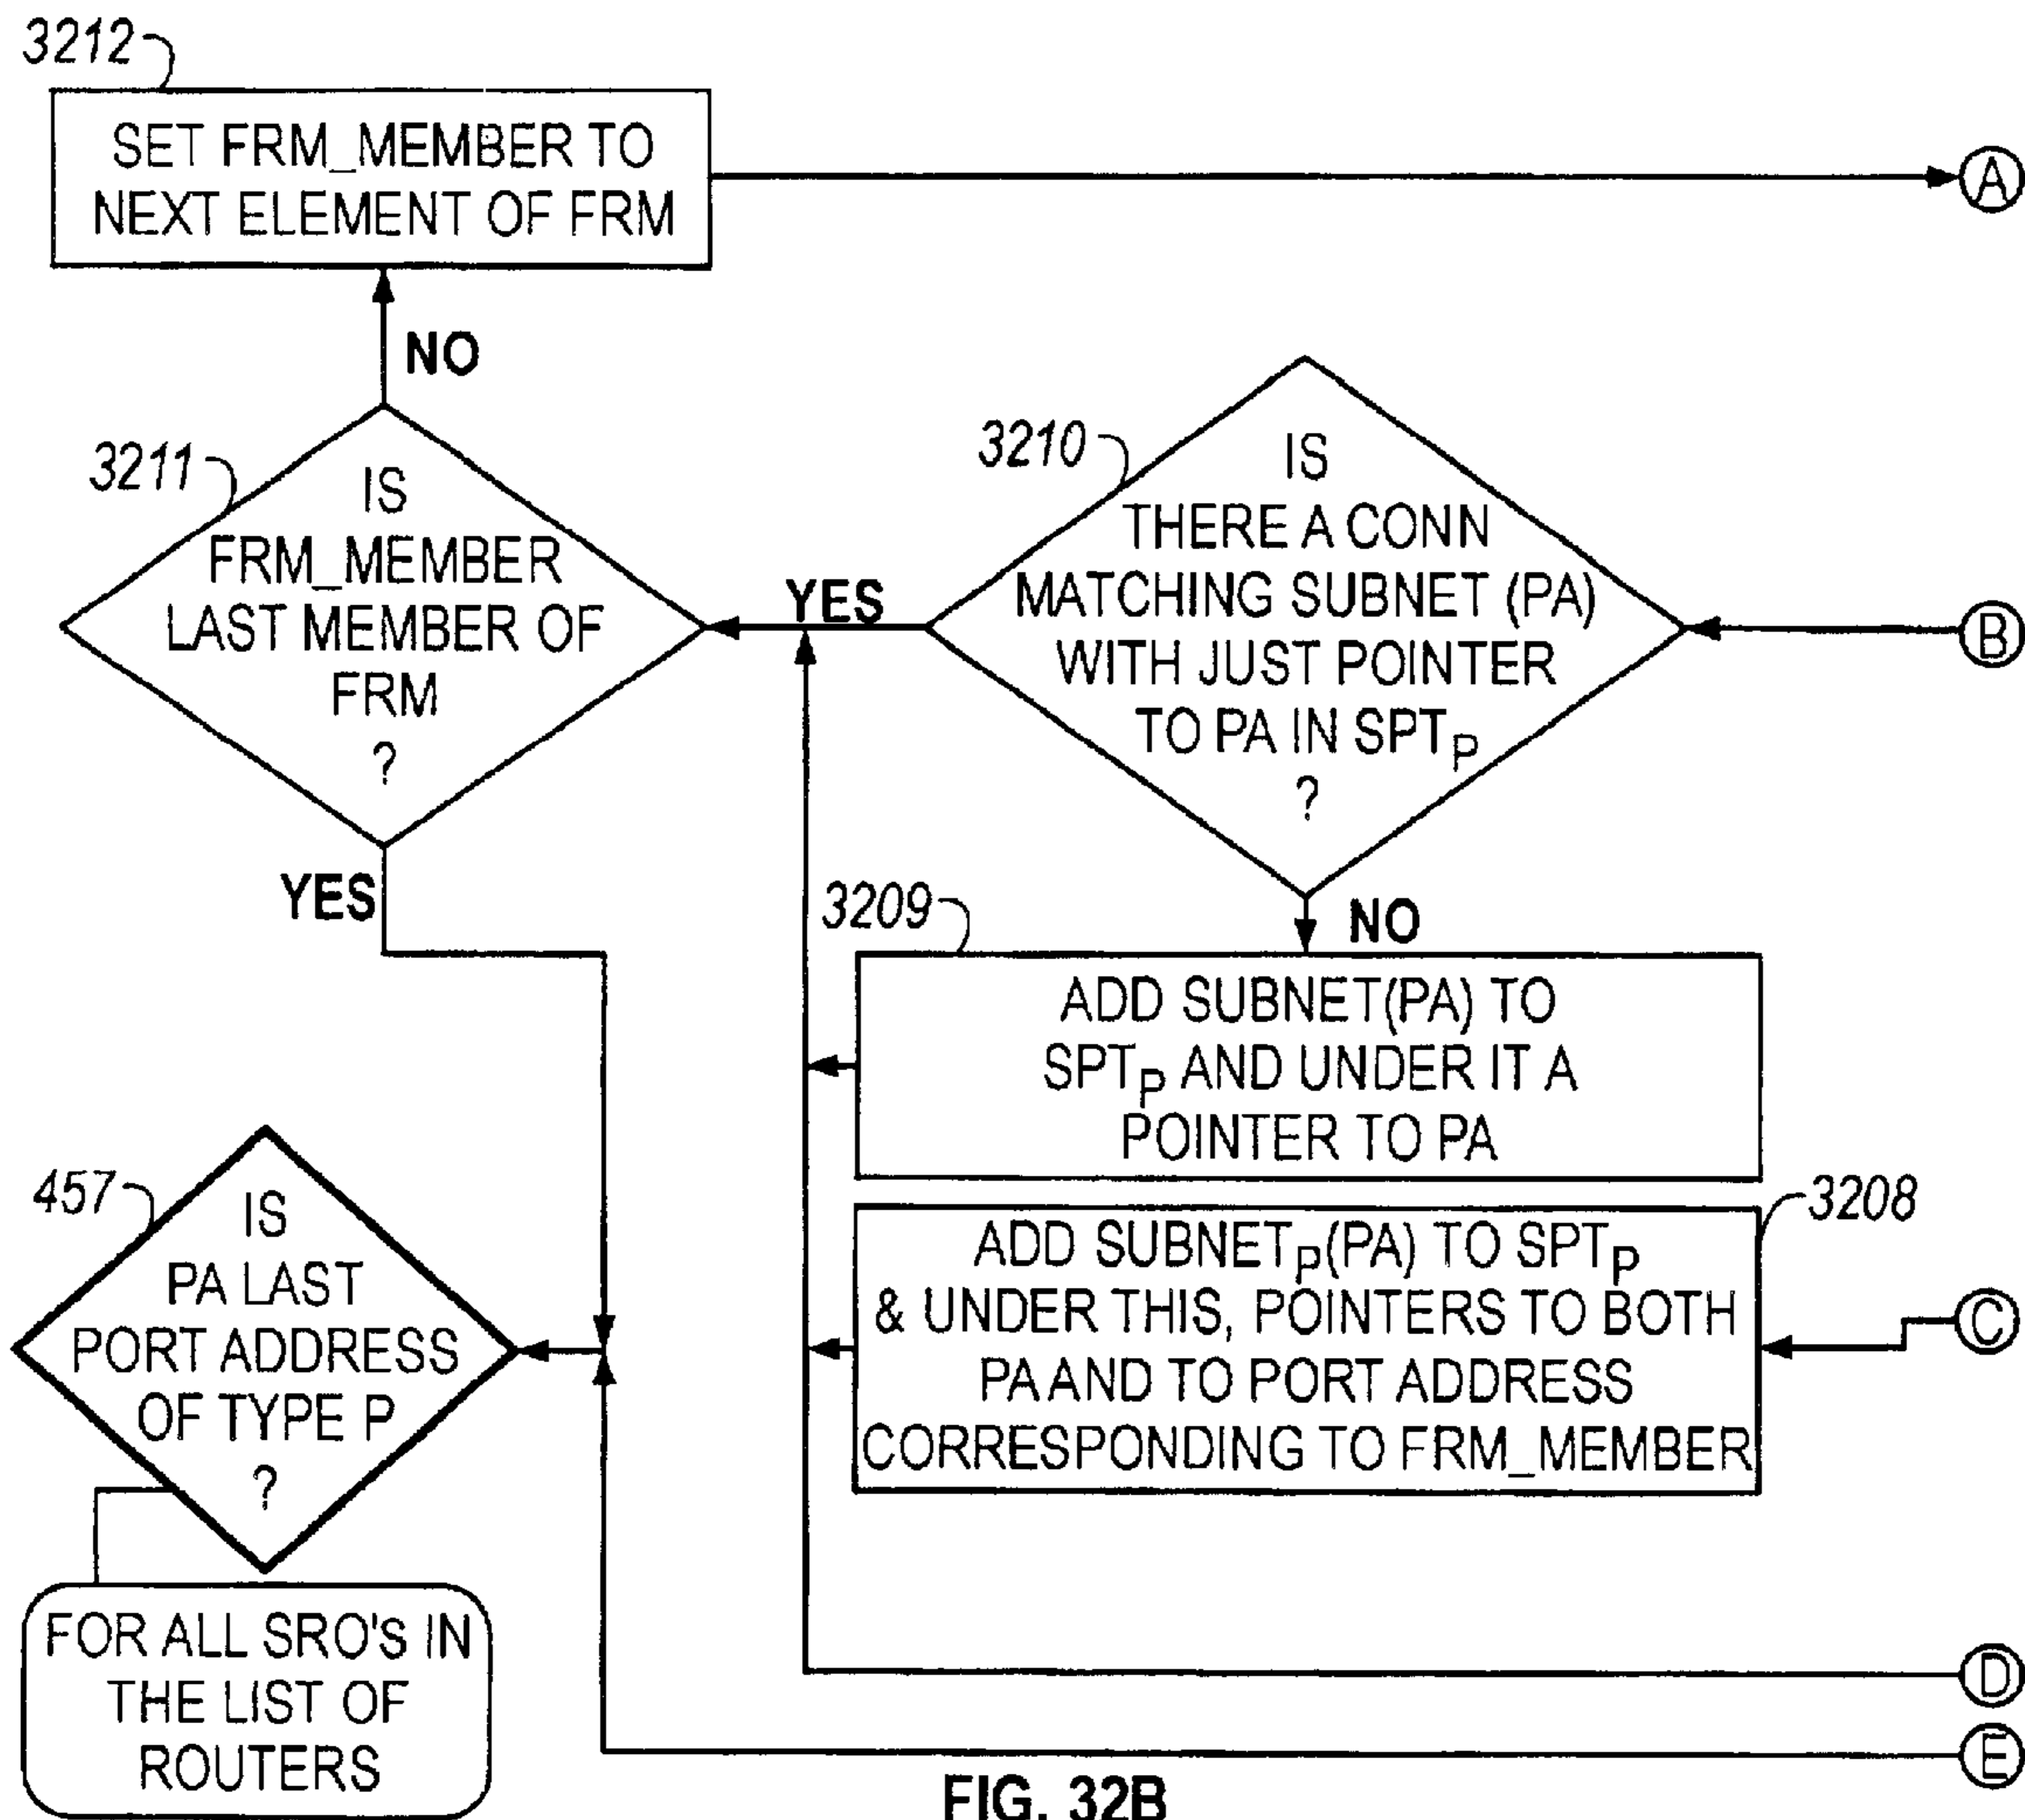 3212
SET FRM_MEMBER TO
NEXT ELEMENT OF FRM
A
NO
3211
IS
FRM_MEMBER
LAST MEMBER OF
FRM
?
YES
3210
IS
THERE A CONN
MATCHING SUBNET (PA)
WITH JUST POINTER
TO PA IN SPTP
?
YES
B
NO
3209
ADD SUBNET(PA) TO
SPTP AND UNDER IT A
POINTER TO PA
3208
ADD SUBNETP(PA) TO SPTP
& UNDER THIS, POINTERS TO BOTH
PA AND TO PORT ADDRESS
CORRESPONDING TO FRM_MEMBER
C
457
IS
PA LAST
PORT ADDRESS
OF TYPE P
?
FOR ALL SRO's IN
THE LIST OF
ROUTERS
D
E
FIG. 32B